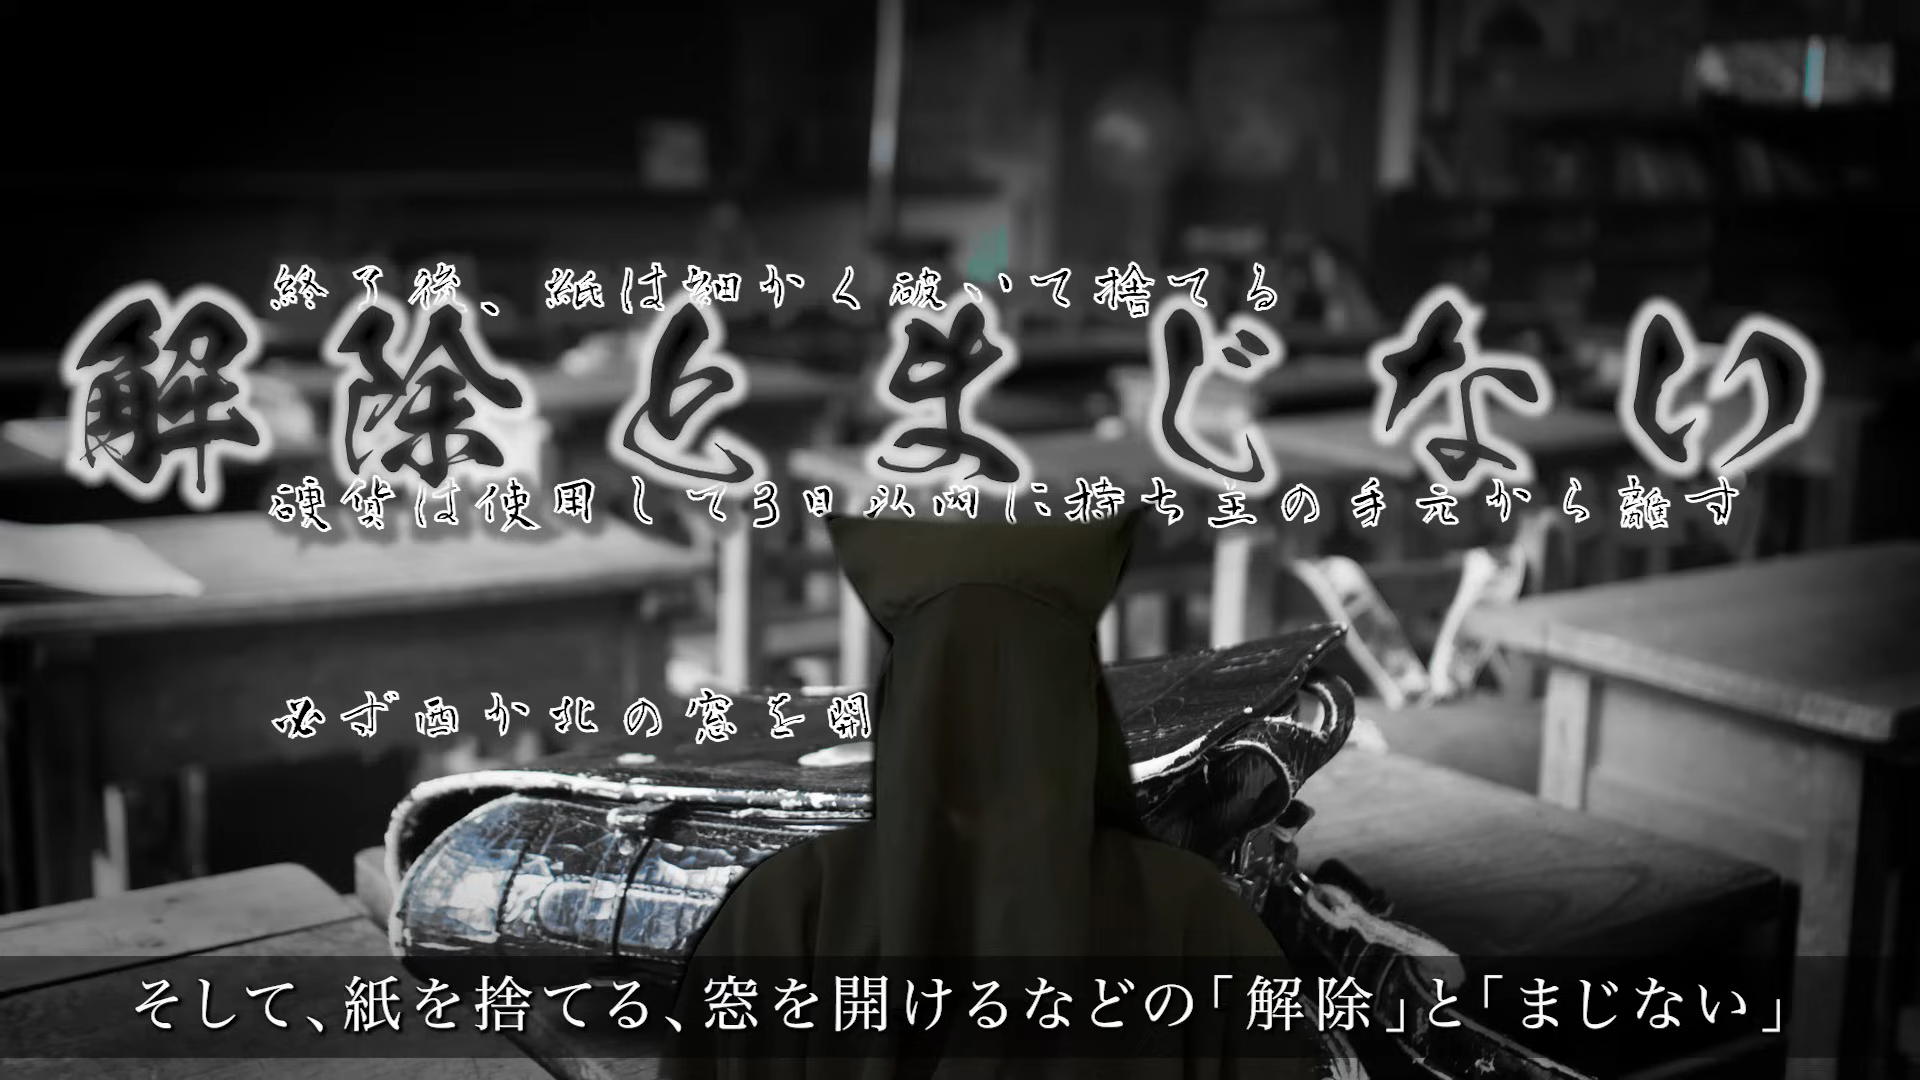 終了後、紙は細かく破いて捨てる
解除とまじない
硬貨は使用して3日以内に持ち主の手元から離す
必ず西か北の窓を開
そして、紙を捨てる、窓を開けるなどの「解除」と「まじない」